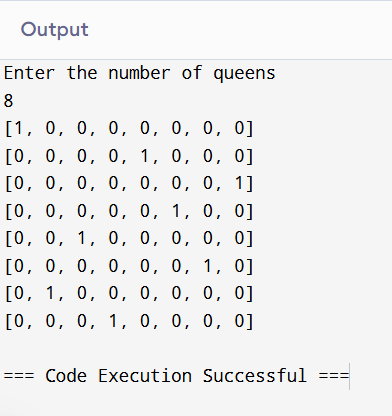 Output
Enter the number of queens
8
[1, 0, 0, 0, 0, 0, 0, 0]
[0, 0, 0, 0, 1, 0, 0, 0]
[0, 0, 0, 0, 0, 0, 0, 1]
[0, 0, 0, 0, 0, 1, 0, 0]
[0, 0, 1, 0, 0, 0, 0, 0]
[0, 0, 0, 0, 0, 0, 1, 0]
[0, 1, 0, 0, 0, 0, 0, 0]
[0, 0, 0, 1, 0, 0, 0, 0]
=== Code Execution Successful ===